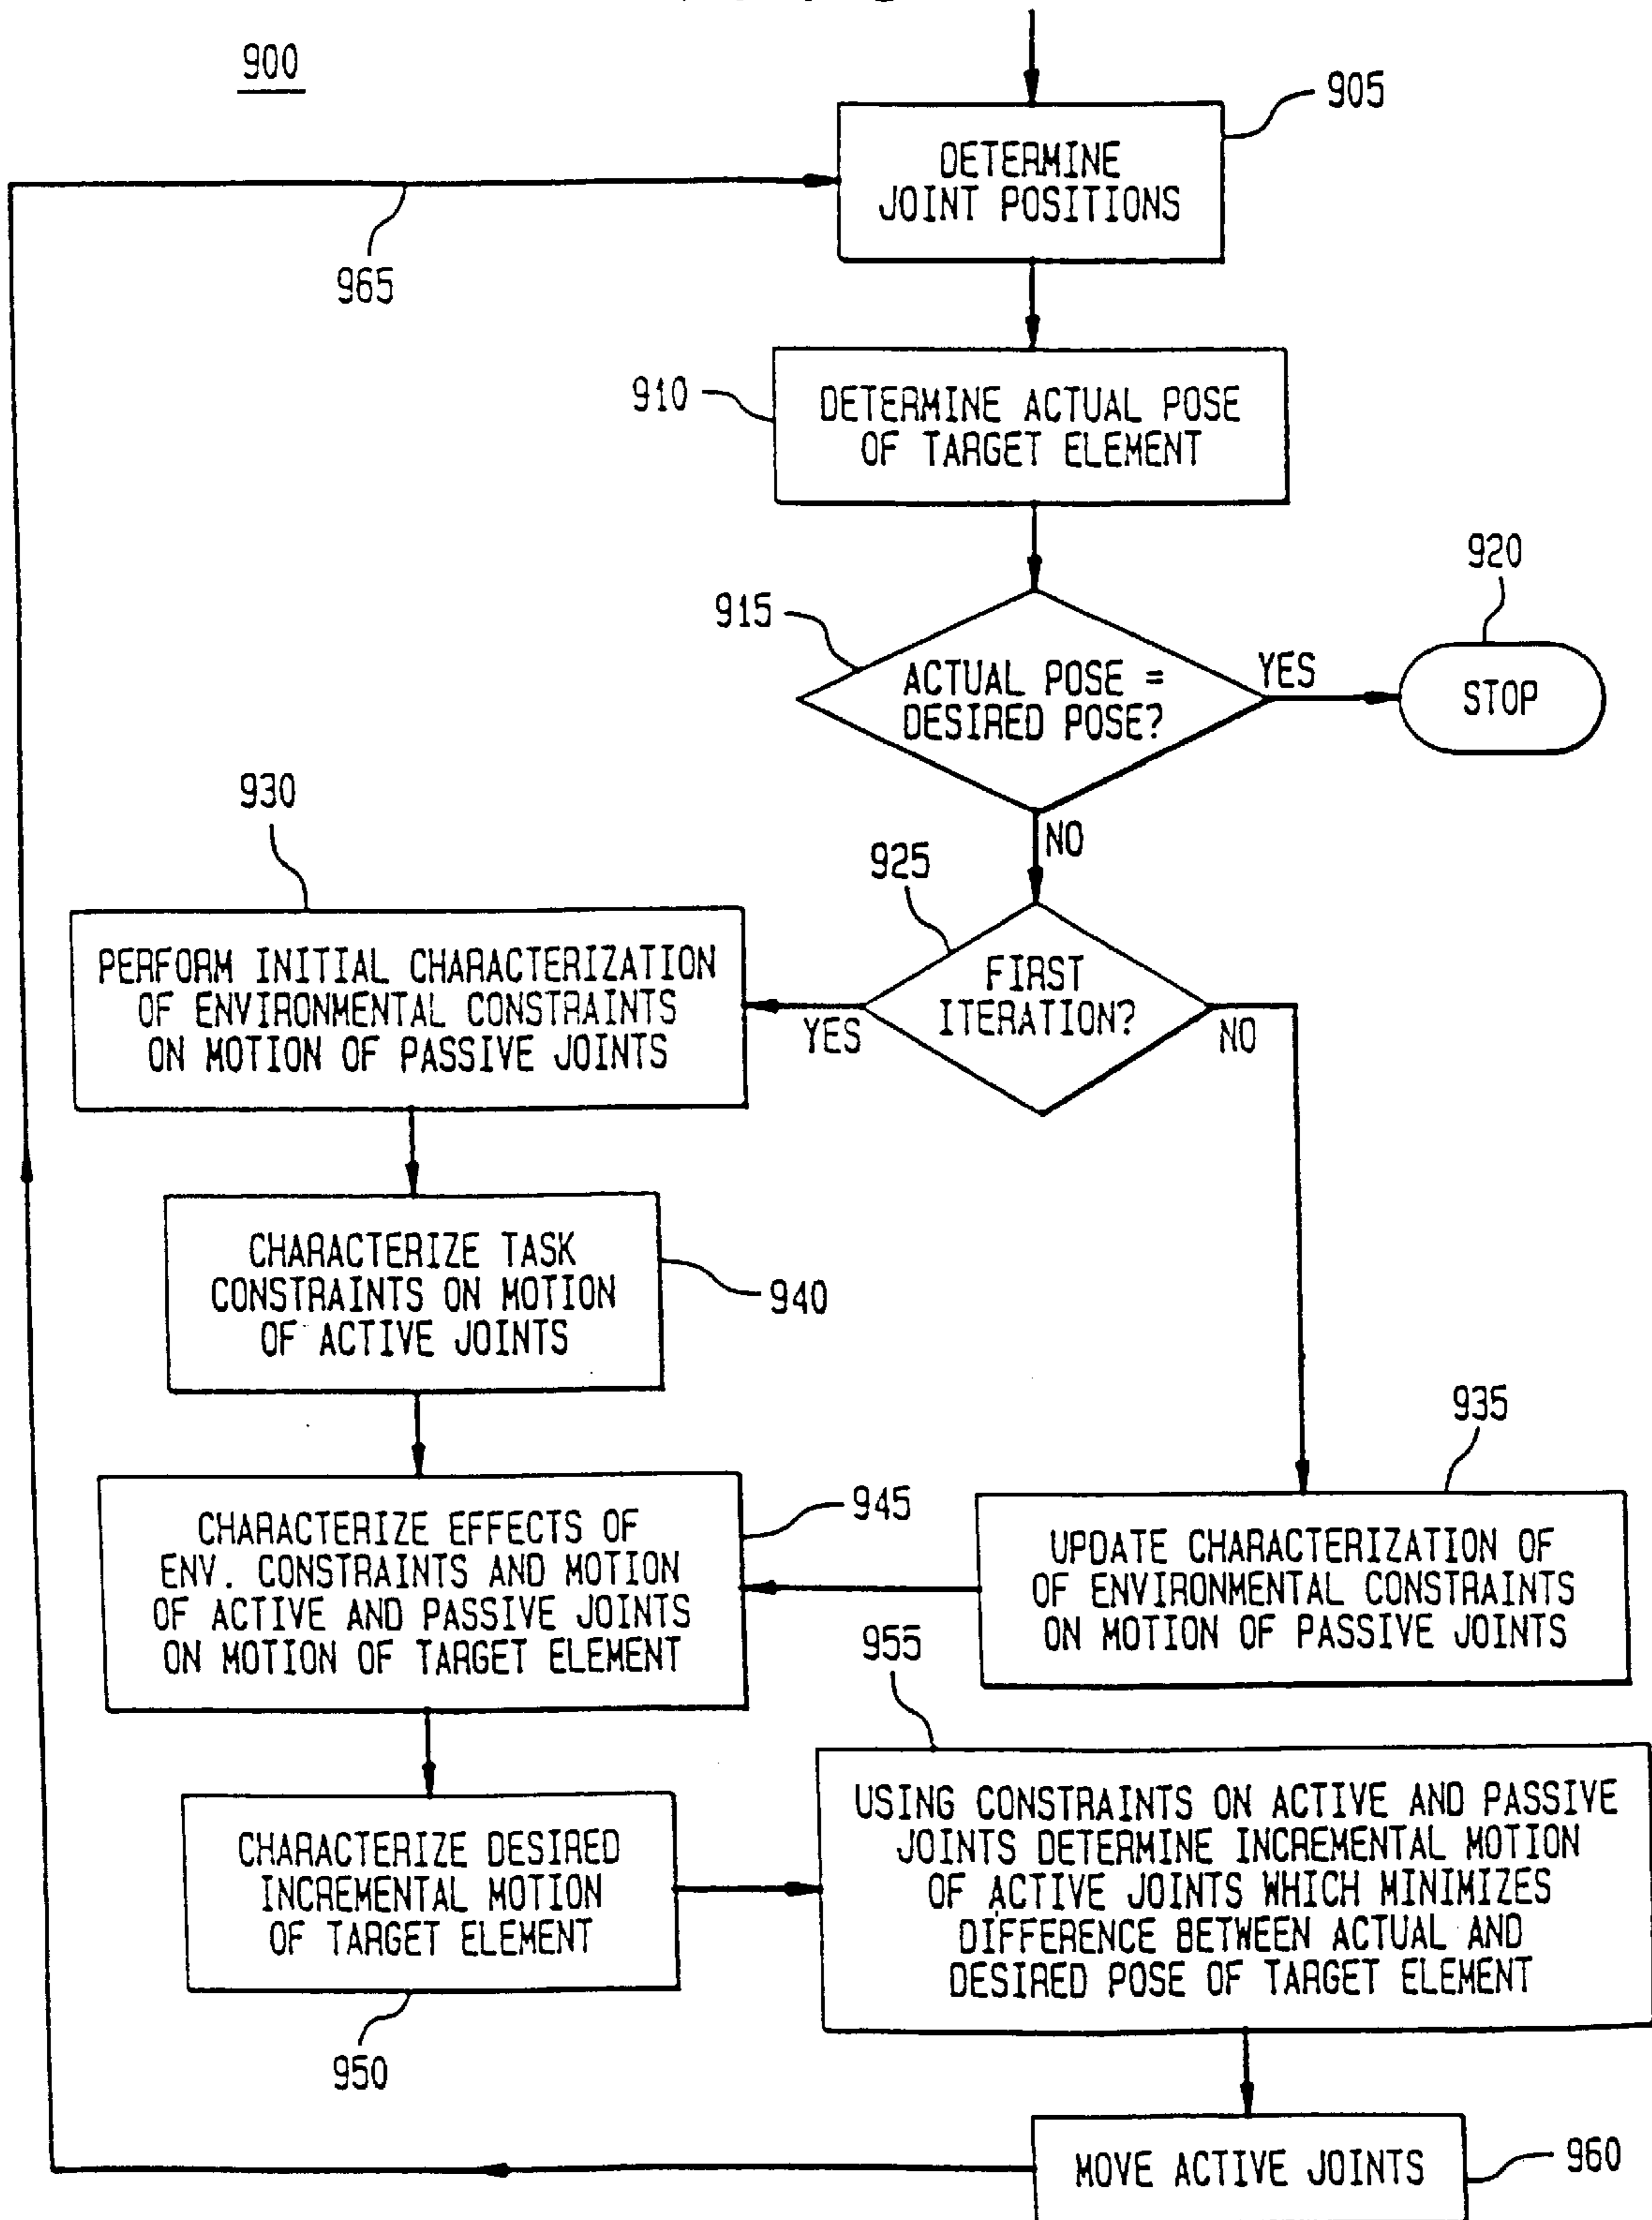 900
905
DETERMINE
JOINT POSITIONS
965
910
DETERMINE ACTUAL POSE
OF TARGET ELEMENT
915
ACTUAL POSE =
DESIRED POSE?
YES
920
STOP
NO
925
FIRST
ITERATION?
YES
NO
930
PERFORM INITIAL CHARACTERIZATION
OF ENVIRONMENTAL CONSTRAINTS
ON MOTION OF PASSIVE JOINTS
CHARACTERIZE TASK
CONSTRAINTS ON MOTION
OF ACTIVE JOINTS
940
935
UPDATE CHARACTERIZATION OF
OF ENVIRONMENTAL CONSTRAINTS
ON MOTION OF PASSIVE JOINTS
945
CHARACTERIZE EFFECTS OF
ENV. CONSTRAINTS AND MOTION
OF ACTIVE AND PASSIVE JOINTS
ON MOTION OF TARGET ELEMENT
CHARACTERIZE DESIRED
INCREMENTAL MOTION
OF TARGET ELEMENT
950
955
USING CONSTRAINTS ON ACTIVE AND PASSIVE
JOINTS DETERMINE INCREMENTAL MOTION
OF ACTIVE JOINTS WHICH MINIMIZES
DIFFERENCE BETWEEN ACTUAL AND
DESIRED POSE OF TARGET ELEMENT
MOVE ACTIVE JOINTS
960